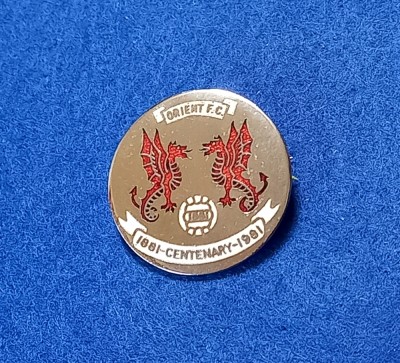 ORIENT F.C.
1881-CENTENARY-1981